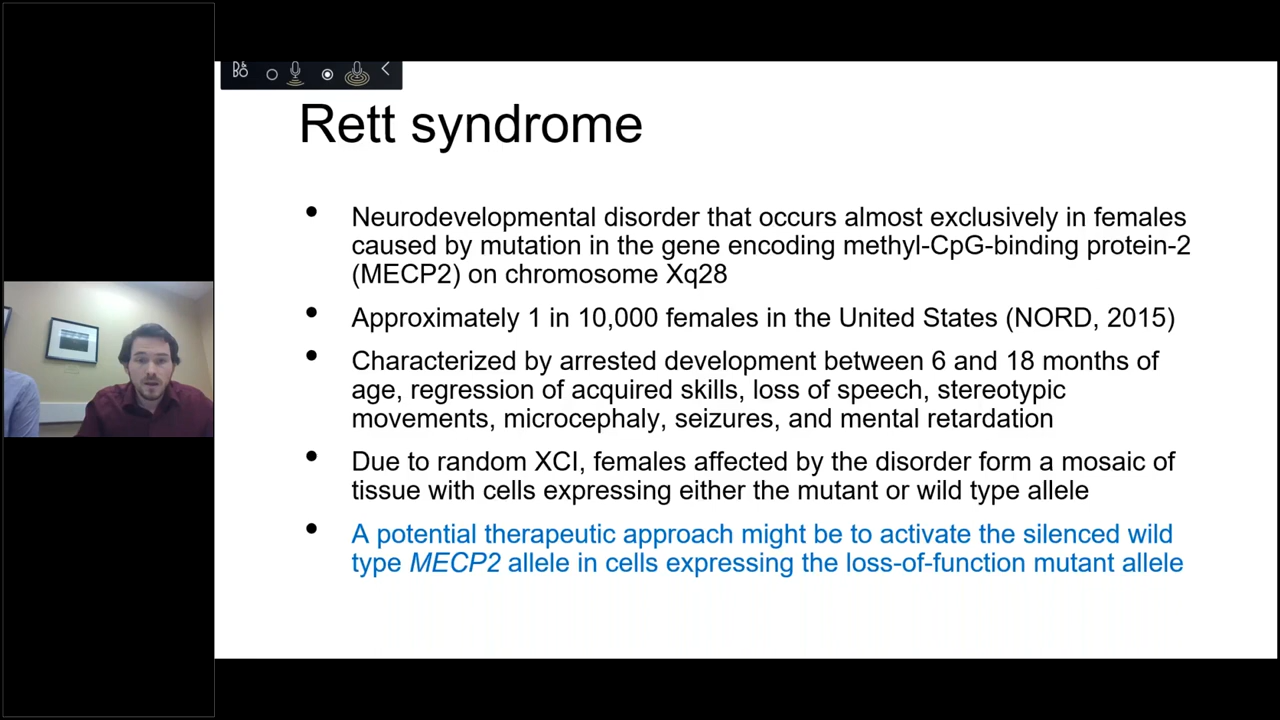 Rett syndrome
• Neurodevelopmental disorder that occurs almost exclusively in females
caused by mutation in the gene encoding methyl-CpG-binding protein-2
(MECP2) on chromosome Xq28
• Approximately 1 in 10,000 females in the United States (NORD, 2015)
• Characterized by arrested development between 6 and 18 months of
age, regression of acquired skills, loss of speech, stereotypic
movements, microcephaly, seizures, and mental retardation
• Due to random XCI, females affected by the disorder form a mosaic of
tissue with cells expressing either the mutant or wild type allele
• A potential therapeutic approach might be to activate the silenced wild
type MECP2 allele in cells expressing the loss-of-function mutant allele